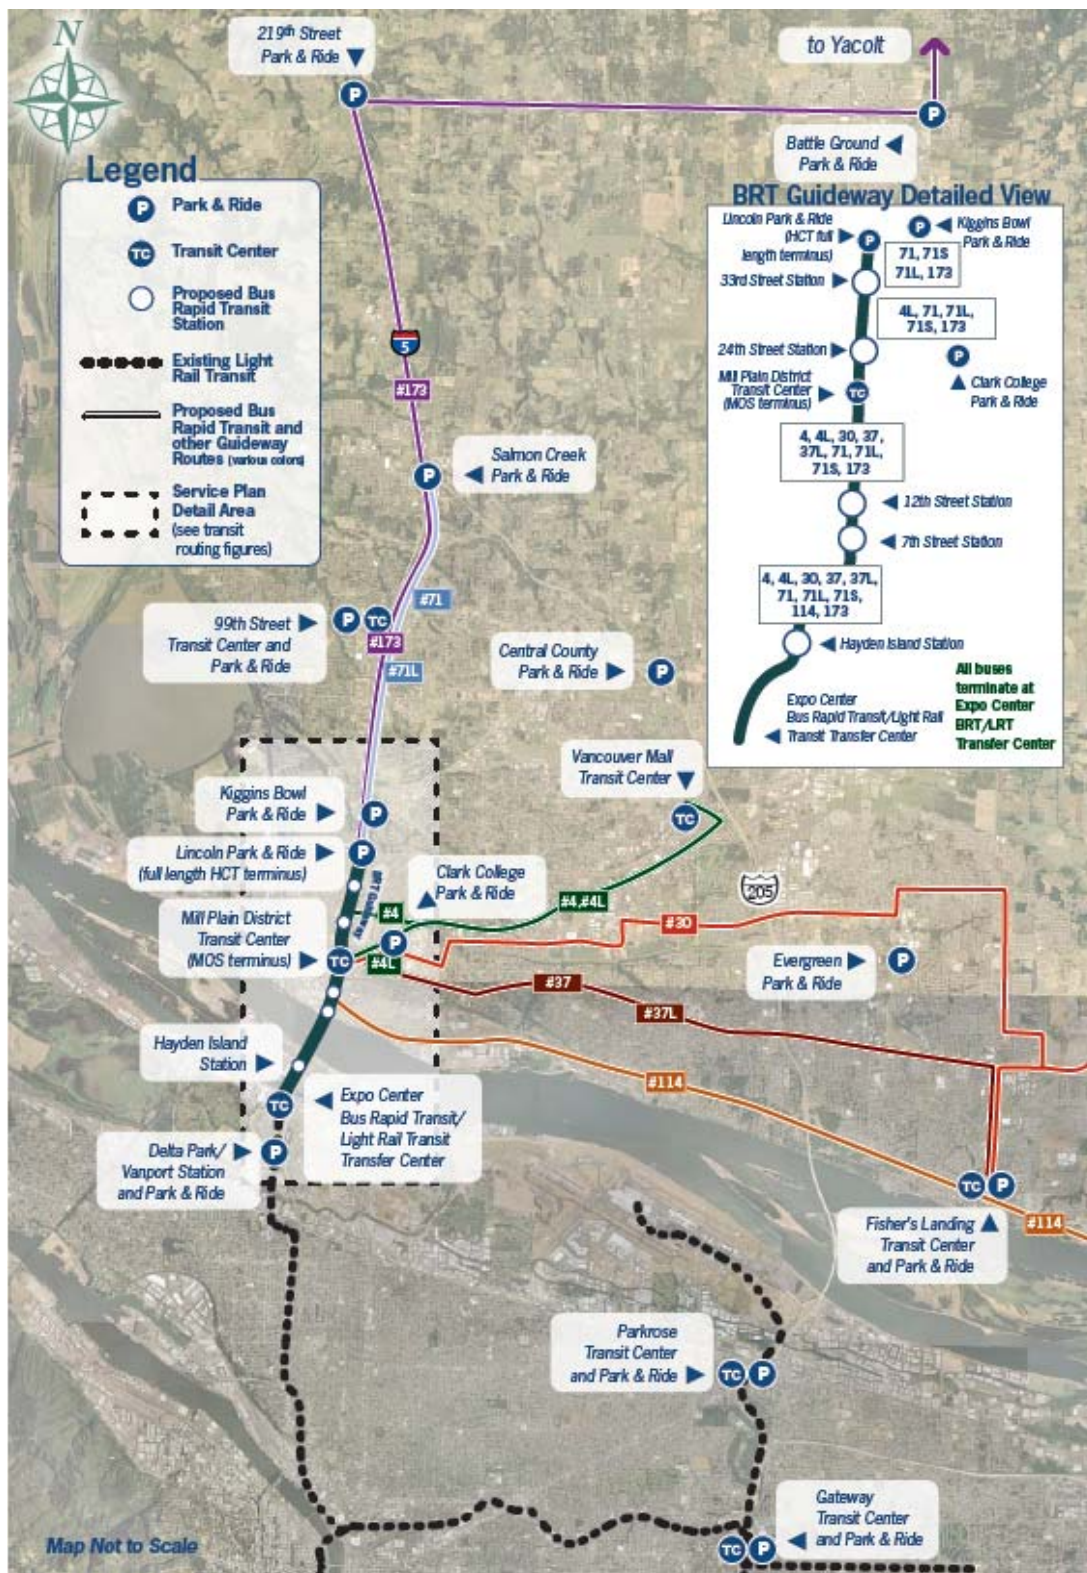 N
219th Street
Park & Ride
P
to Yacolt
P
Battle Ground
Park & Ride
Legend
P
Park & Ride
TC
Transit Center
Proposed Bus
Rapid Transit
Station
Existing Light
Rail Transit
Proposed Bus
Rapid Transit and
other Guideway
Routes (various colors)
Service Plan
Detail Area
(see transit
routing figures)
BRT Guideway Detailed View
Lincoln Park & Ride
(HCT full
length terminus)
P
P
Kiggins Bowl
Park & Ride
71, 71S
71L, 173
33rd Street Station
4L, 71, 71L,
71S, 173
24th Street Station
P
Clark College
Park & Ride
Mill Plain District
Transit Center
(MOS terminus)
TC
4, 4L, 30, 37,
37L, 71, 71L,
71S, 173
12th Street Station
7th Street Station
4, 4L, 30, 37, 37L,
71, 71L, 71S,
114, 173
Hayden Island Station
Expo Center
Bus Rapid Transit/Light Rail
Transit Transfer Center
All buses
terminate at
Expo Center
BRT/LRT
Transfer Center
5
#173
P
Salmon Creek
Park & Ride
#71
99th Street
Transit Center and
Park & Ride
P
TC
#173
#71L
Central County
Park & Ride
P
Vancouver Mall
Transit Center
TC
Kiggins Bowl
Park & Ride
P
Lincoln Park & Ride
(full length HCT terminus)
P
BRT Guideway
Clark College
Park & Ride
#4
#4,#4L
205
Mill Plain District
Transit Center
(MOS terminus)
TC
P
#4L
#30
Evergreen
Park & Ride
P
#37
#37L
Hayden Island
Station
#114
TC
Expo Center
Bus Rapid Transit/
Light Rail Transit
Transfer Center
Delta Park/
Vanport Station
and Park & Ride
P
TC
P
#114
Fisher's Landing
Transit Center
and Park & Ride
Parkrose
Transit Center
and Park & Ride
TC
P
Gateway
Transit Center
and Park & Ride
TC
P
Map Not to Scale